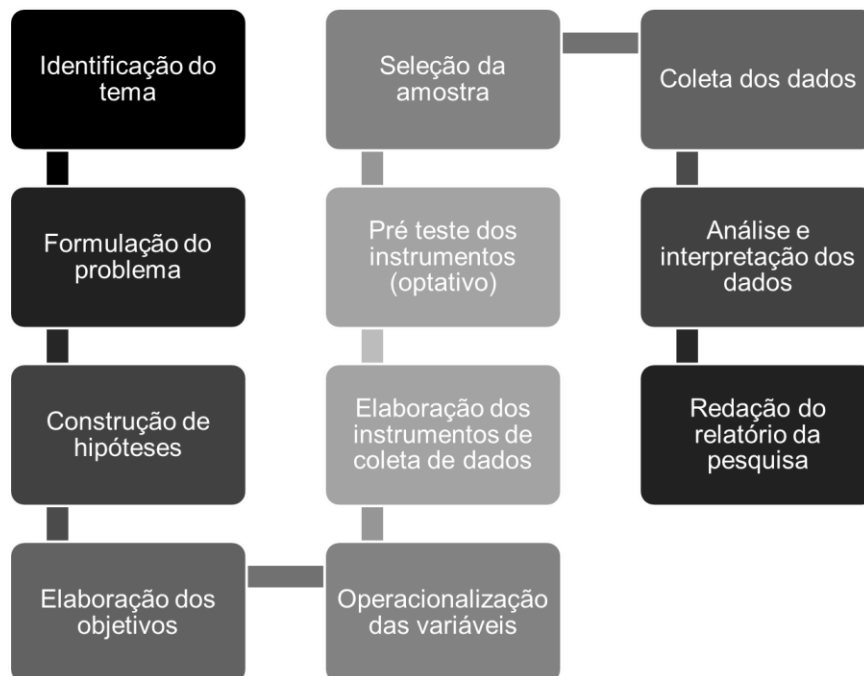 Identificação do
tema
Formulação do
problema
Construção de
hipóteses
Elaboração dos
objetivos
Operacionalização
das variáveis
Elaboração dos
instrumentos de
coleta de dados
Pré teste dos
instrumentos
(optativo)
Seleção da
amostra
Coleta dos dados
Análise e
interpretação dos
dados
Redação do
relatório da
pesquisa